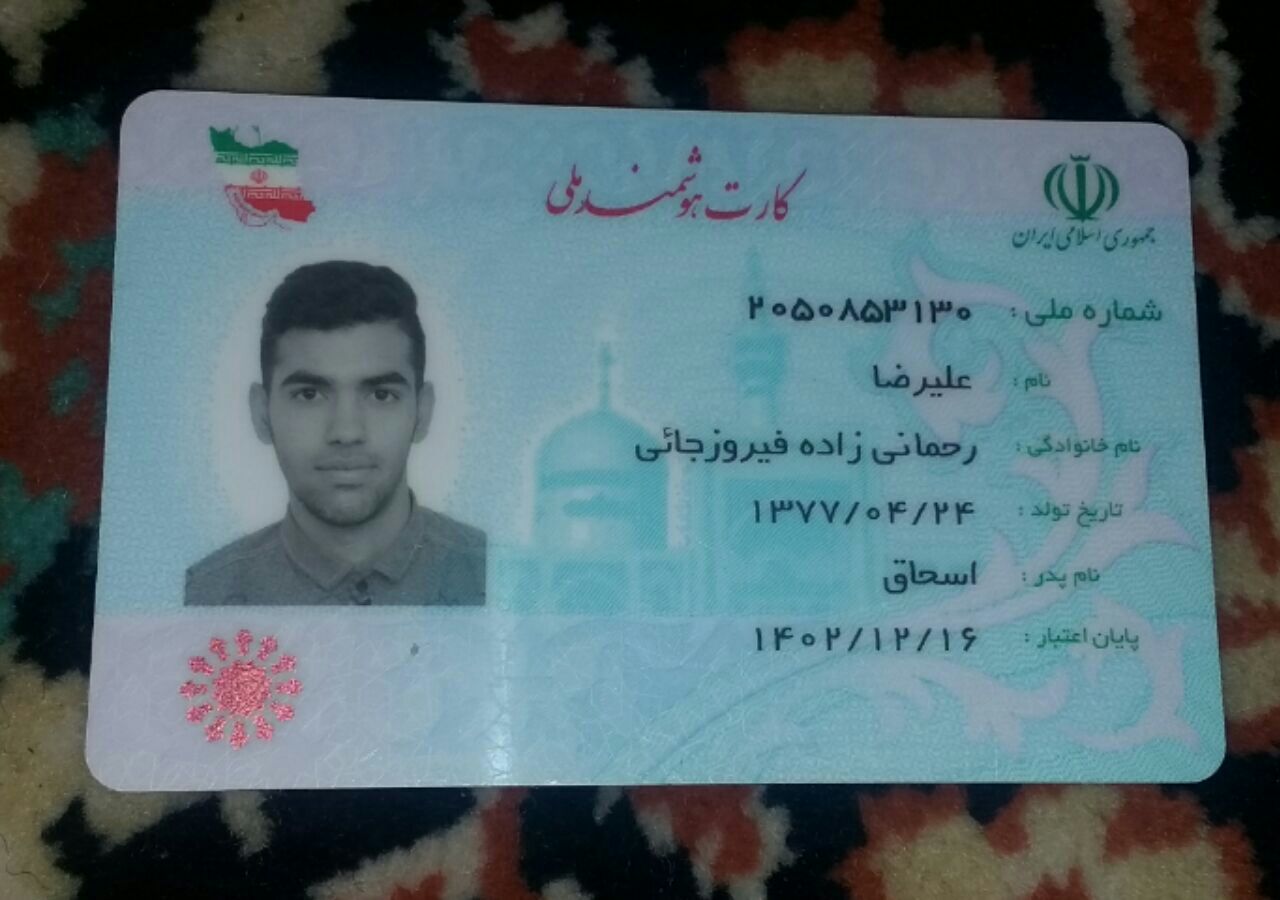 کارت هوشمند ملی
جمهوری اسلامی ایران
شماره ملی : ۲۰۵۰۸۵۳۱۳۰
نام : علیرضا
نام خانوادگی : رحمانی زاده فیروزجائی
تاریخ تولد : ۱۳۷۷/۰۴/۲۴
نام پدر : اسحاق
پایان اعتبار : ۱۴۰۲/۱۲/۱۶